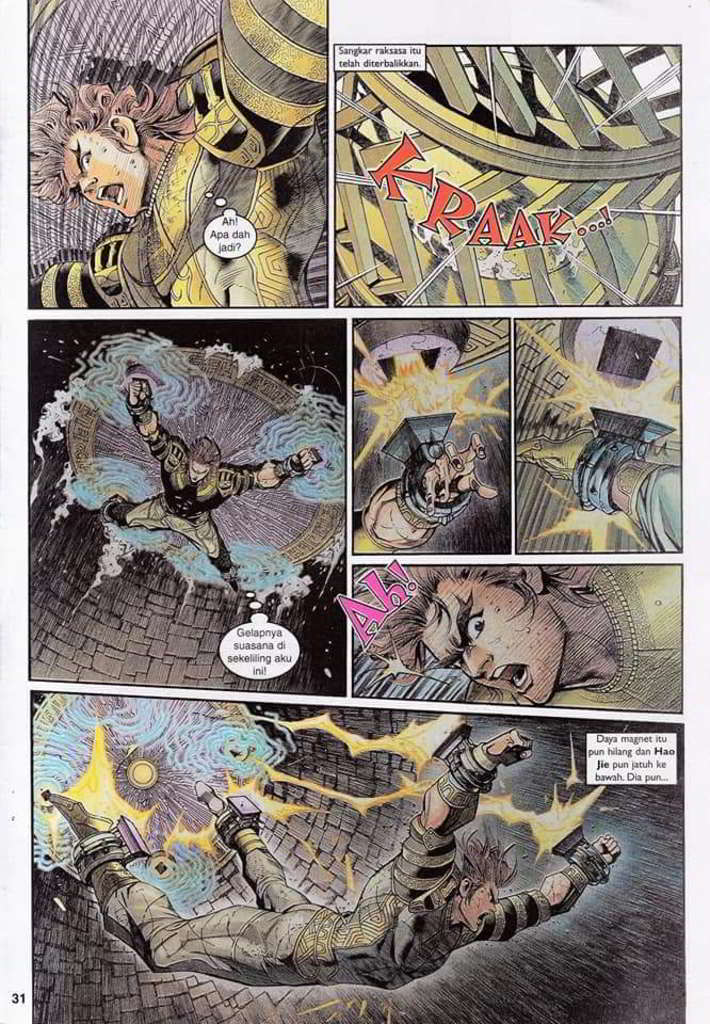 Ah!
Apa dah
jadi?
Sangkar raksasa itu
telah diterbalikkan.
KRAAK...!
Gelapnya
suasana di
sekeliling aku
ini!
Ah!
Daya magnet itu
pun hilang dan Hao
Jie pun jatuh ke
bawah. Dia pun...
31